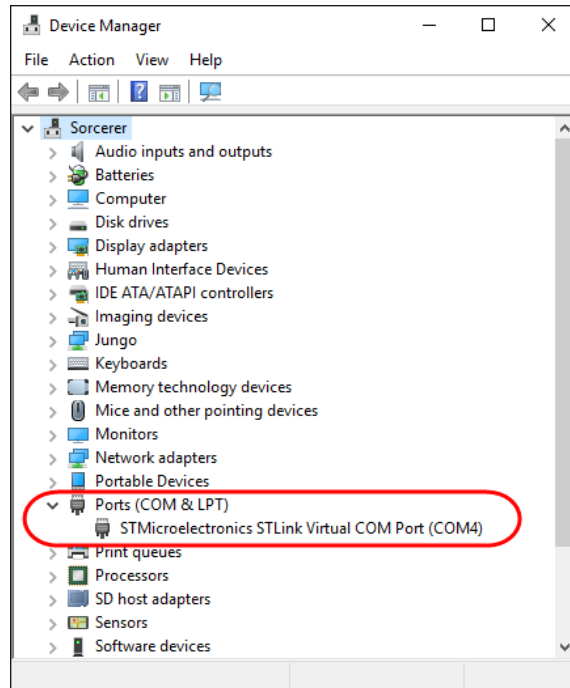 Device Manager
File Action View Help
Sorcerer
Audio inputs and outputs
Batteries
Computer
Disk drives
Display adapters
Human Interface Devices
IDE ATA/ATAPI controllers
Imaging devices
Jungo
Keyboards
Memory technology devices
Mice and other pointing devices
Monitors
Network adapters
Portable Devices
Ports (COM & LPT)
STMicroelectronics STLink Virtual COM Port (COM4)
Print queues
Processors
SD host adapters
Sensors
Software devices